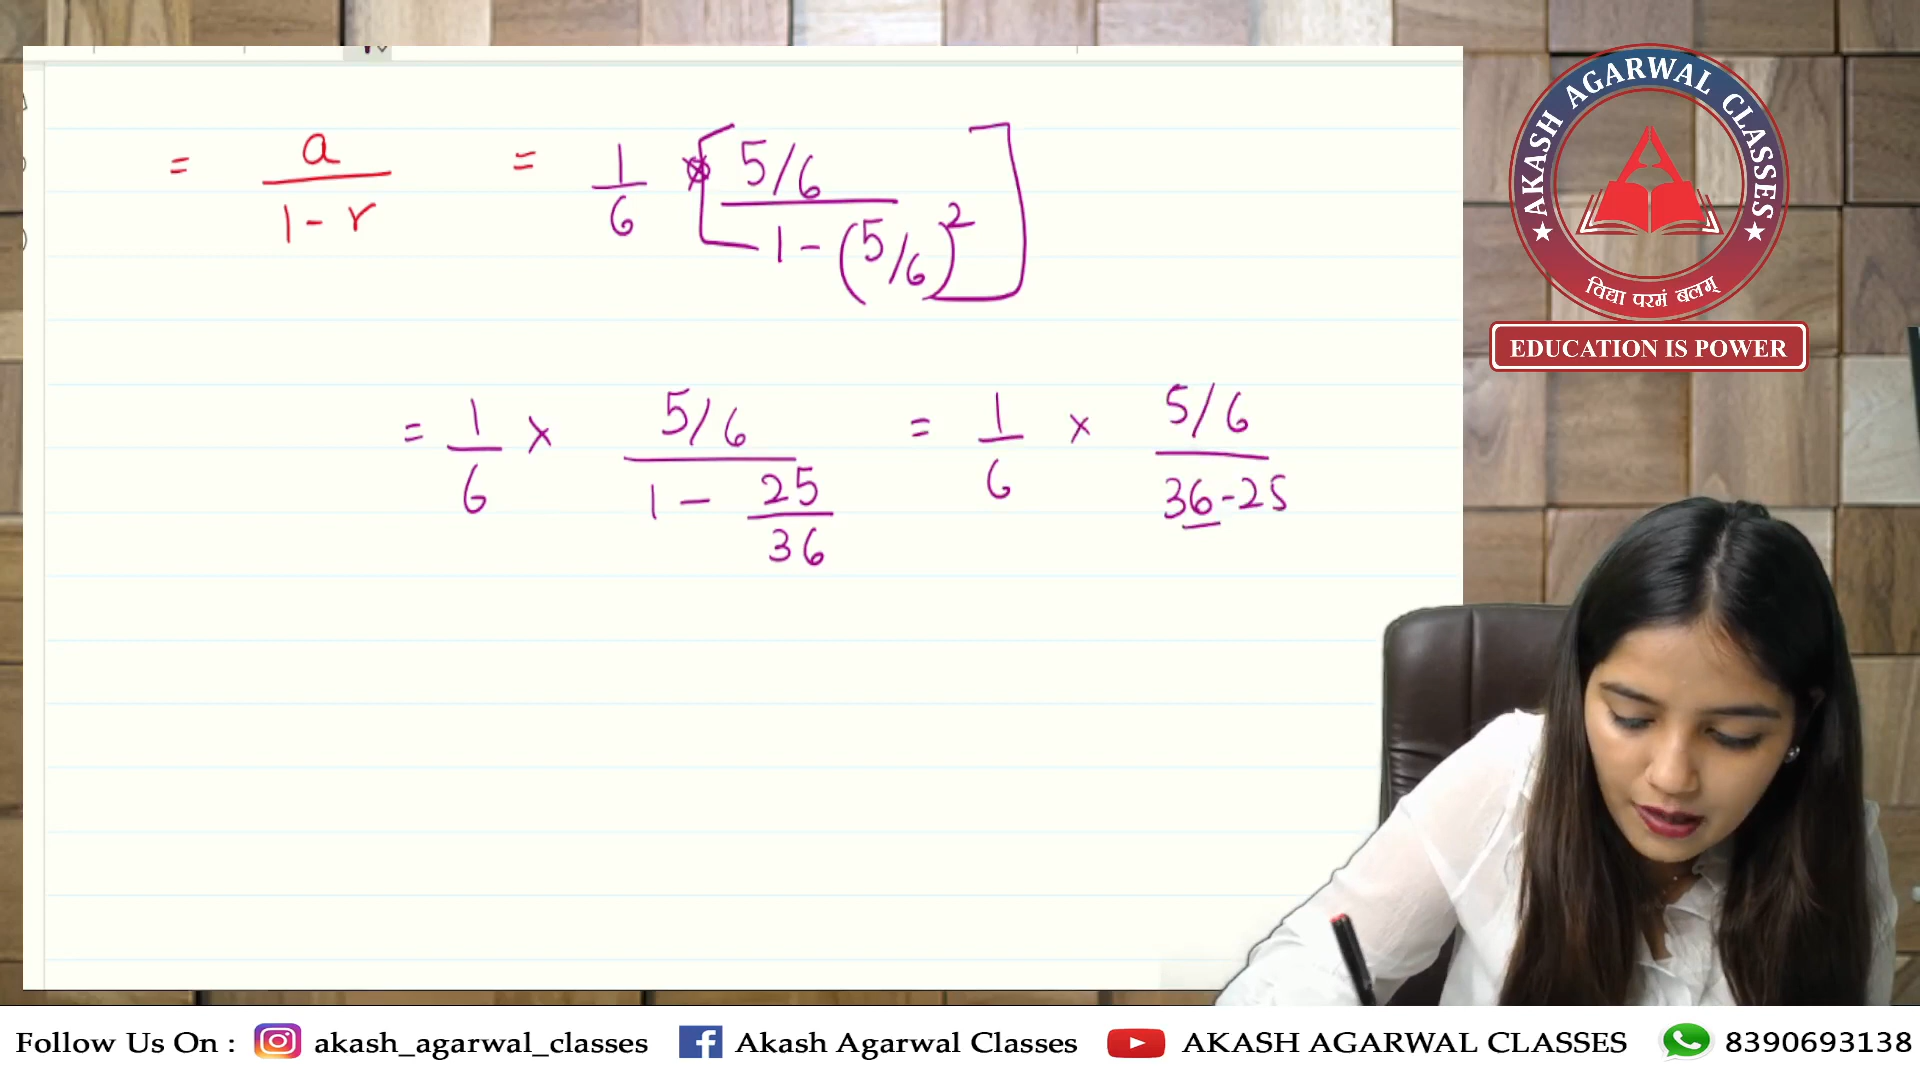 = a / 1 - r = 1/6 [ 5/6 / 1 - (5/6)² ]
= 1/6 × 5/6 / 1 - 25/36 = 1/6 × 5/6 / 36-25
AKASH AGARWAL CLASSES
विद्या परमं बलम्
EDUCATION IS POWER
Follow Us On : akash_agarwal_classes Akash Agarwal Classes AKASH AGARWAL CLASSES 8390693138